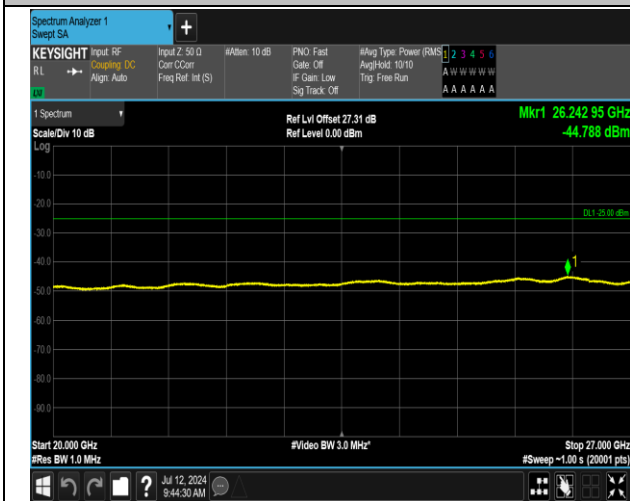 Spectrum Analyzer 1
Swept SA
+
KEYSIGHT Input: RF Input Z: 50 Ω #Atten: 10 dB PNO: Fast #Avg Type: Power (RMS 1 2 3 4 5 6
RL Coupling: DC Corr CCorr Gate: Off Avg|Hold: 10/10 A W W W W W
Align: Auto Freq Ref: Int (S) IF Gain: Low Trig: Free Run
Sig Track: Off A A A A A A
1 Spectrum
Ref Lvl Offset 27.31 dB Mkr1 26.242 95 GHz
Scale/Div 10 dB Ref Level 0.00 dBm -44.788 dBm
Log
-10.0
-20.0
DL1 -25.00 dBm
-30.0
-40.0
1
-50.0
-60.0
-70.0
-80.0
-90.0
Start 20.000 GHz #Video BW 3.0 MHz* Stop 27.000 GHz
#Res BW 1.0 MHz #Sweep ~1.00 s (20001 pts)
? Jul 12, 2024
9:44:30 AM